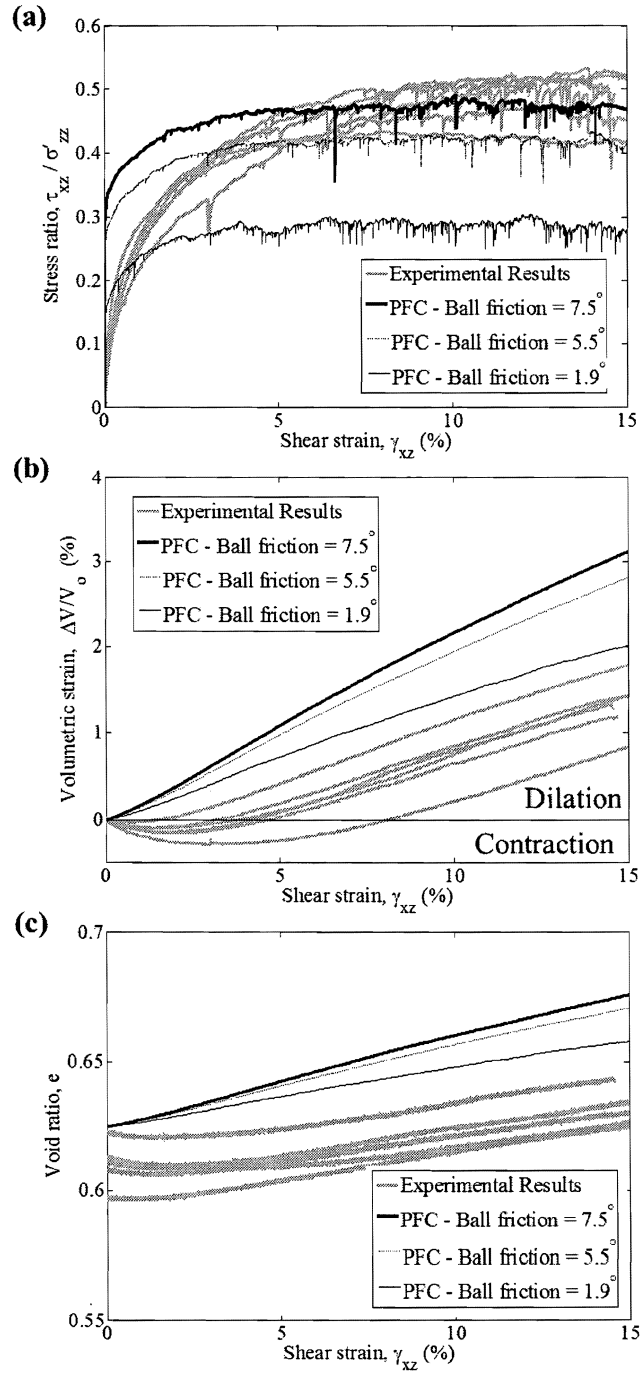 (a)
0.6
0.5
0.4
0.3
0.2
0.1
0
Stress ratio, τxz / σ'zz
Experimental Results
PFC - Ball friction = 7.5°
PFC - Ball friction = 5.5°
PFC - Ball friction = 1.9°
0 5 10 15
Shear strain, γxz (%)
(b)
4
3
2
1
0
Volumetric strain, ΔV/Vo (%)
Experimental Results
PFC - Ball friction = 7.5°
PFC - Ball friction = 5.5°
PFC - Ball friction = 1.9°
Dilation
Contraction
0 5 10 15
Shear strain, γxz (%)
(c)
0.7
0.65
0.6
0.55
Void ratio, e
Experimental Results
PFC - Ball friction = 7.5°
PFC - Ball friction = 5.5°
PFC - Ball friction = 1.9°
0 5 10 15
Shear strain, γxz (%)